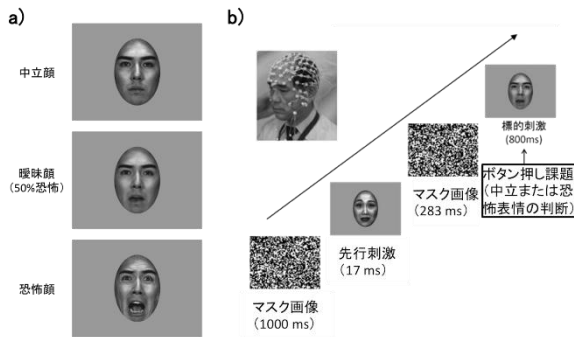 a)
中立顔
曖昧顔
(50%恐怖)
恐怖顔
b)
マスク画像
(1000 ms)
先行刺激
(17 ms)
マスク画像
(283 ms)
標的刺激
(800ms)
ボタン押し課題
(中立または恐
怖表情の判断)